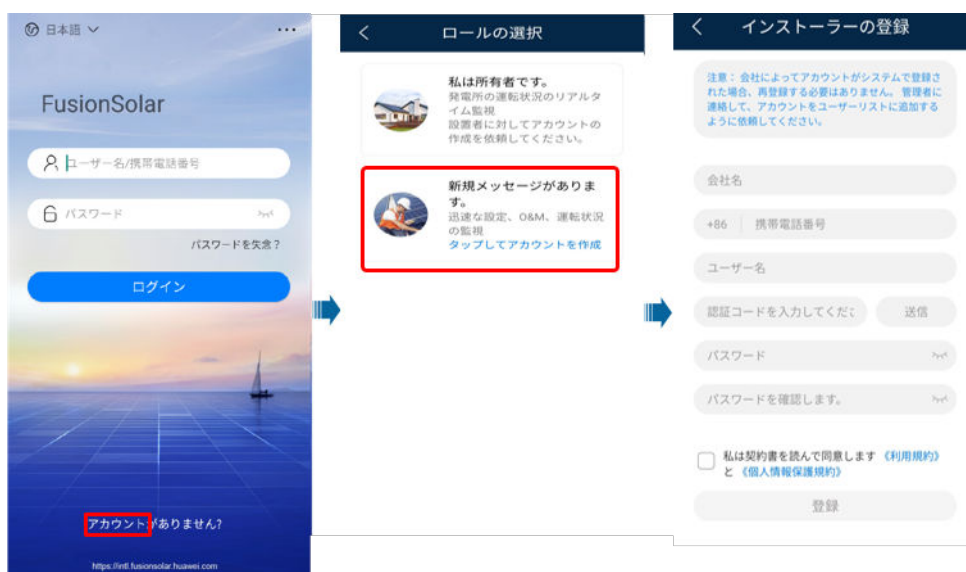 日本語
...
FusionSolar
ユーザー名/携帯電話番号
パスワード
パスワードを失念？
ログイン
アカウントがありません?
https://intl.fusionsolar.huawei.com
ロールの選択
私は所有者です。
発電所の運転状況のリアルタ
イム監視
設置者に対してアカウントの
作成を依頼してください。
新規メッセージがありま
す。
迅速な設定、O&M、運転状況
の監視
タップしてアカウントを作成
インストーラーの登録
注意： 会社によってアカウントがシステムで登録さ
れた場合、再登録する必要はありません。 管理者に
連絡して、アカウントをユーザーリストに追加する
ように依頼してください。
会社名
+86 携帯電話番号
ユーザー名
認証コードを入力してくださ
送信
パスワード
パスワードを確認します。
私は契約書を読んで同意します 《利用規約》
と 《個人情報保護規約》
登録